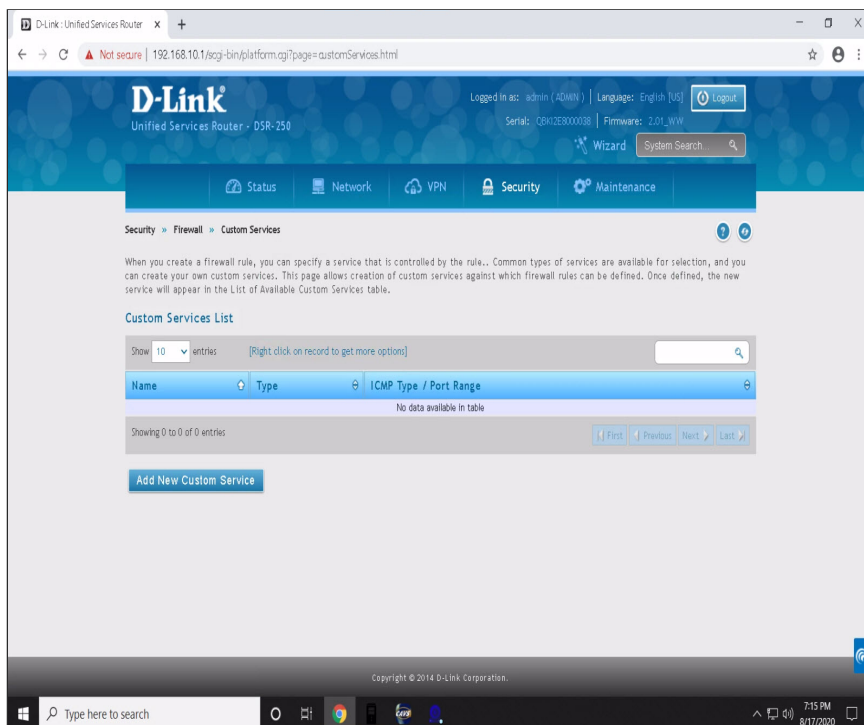 D-Link : Unified Services Router
Not secure | 192.168.10.1/scgi-bin/platform.cgi?page=customServices.html
D-Link
Unified Services Router - DSR-250
Logged in as: admin ( ADMIN ) | Language: English [US]
Logout
Serial: QBKI2E8000038 | Firmware: 2.01_WW
Wizard
System Search...
Status
Network
VPN
Security
Maintenance
Security » Firewall » Custom Services
When you create a firewall rule, you can specify a service that is controlled by the rule.. Common types of services are available for selection, and you
can create your own custom services. This page allows creation of custom services against which firewall rules can be defined. Once defined, the new
service will appear in the List of Available Custom Services table.
Custom Services List
Show 10 entries
[Right click on record to get more options]
Name
Type
ICMP Type / Port Range
No data available in table
Showing 0 to 0 of 0 entries
First
Previous
Next
Last
Add New Custom Service
Copyright © 2014 D-Link Corporation.
Type here to search
7:15 PM
8/17/2020